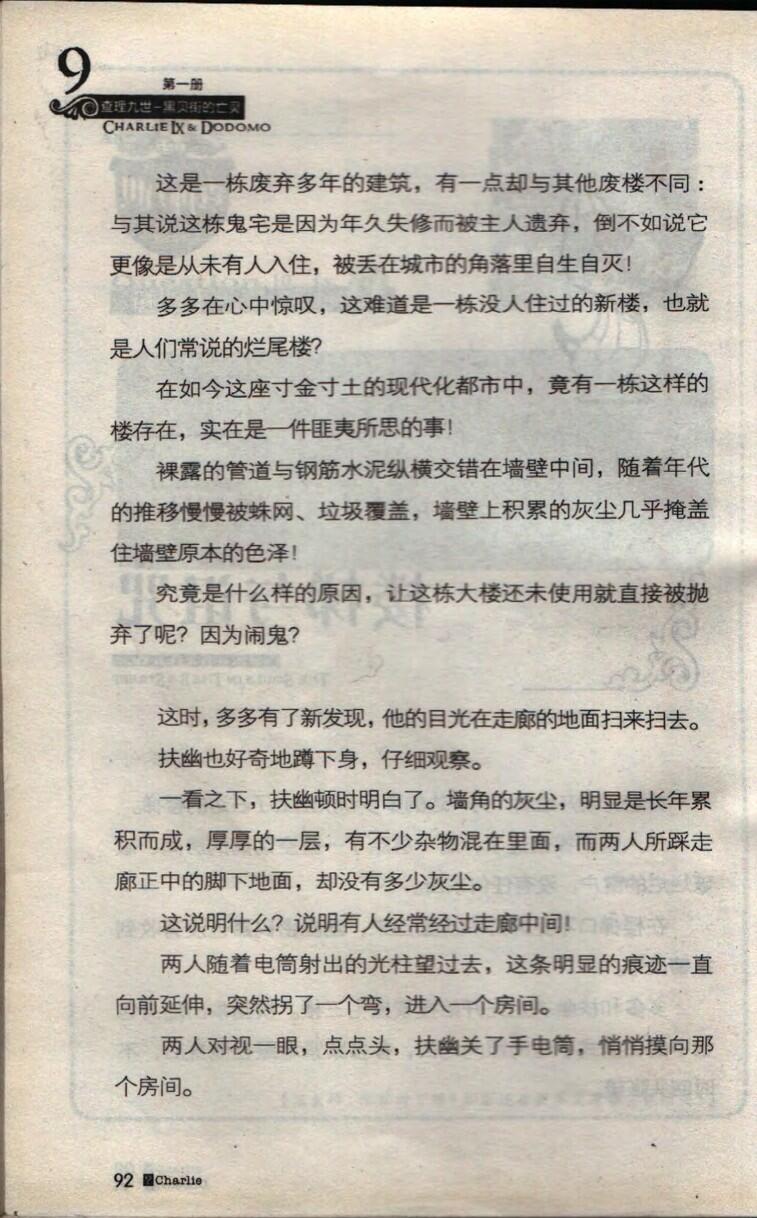 9
第一册
查理九世-黑贝街的亡灵
CHARLIE IX & DODOMO
这是一栋废弃多年的建筑，有一点却与其他废楼不同：
与其说这栋鬼宅是因为年久失修而被主人遗弃，倒不如说它
更像是从未有人入住，被丢在城市的角落里自生自灭！
多多在心中惊叹，这难道是一栋没人住过的新楼，也就
是人们常说的烂尾楼？
在如今这座寸金寸土的现代化都市中，竟有一栋这样的
楼存在，实在是一件匪夷所思的事！
裸露的管道与钢筋水泥纵横交错在墙壁中间，随着年代
的推移慢慢被蛛网、垃圾覆盖，墙壁上积累的灰尘几乎掩盖
住墙壁原本的色泽！
究竟是什么样的原因，让这栋大楼还未使用就直接被抛
弃了呢？因为闹鬼？
这时，多多有了新发现，他的目光在走廊的地面扫来扫去。
扶幽也好奇地蹲下身，仔细观察。
一看之下，扶幽顿时明白了。墙角的灰尘，明显是长年累
积而成，厚厚的一层，有不少杂物混在里面，而两人所踩走
廊正中的脚下地面，却没有多少灰尘。
这说明什么？说明有人经常经过走廊中间！
两人随着电筒射出的光柱望过去，这条明显的痕迹一直
向前延伸，突然拐了一个弯，进入一个房间。
两人对视一眼，点点头，扶幽关了手电筒，悄悄摸向那
个房间。
92 Charlie